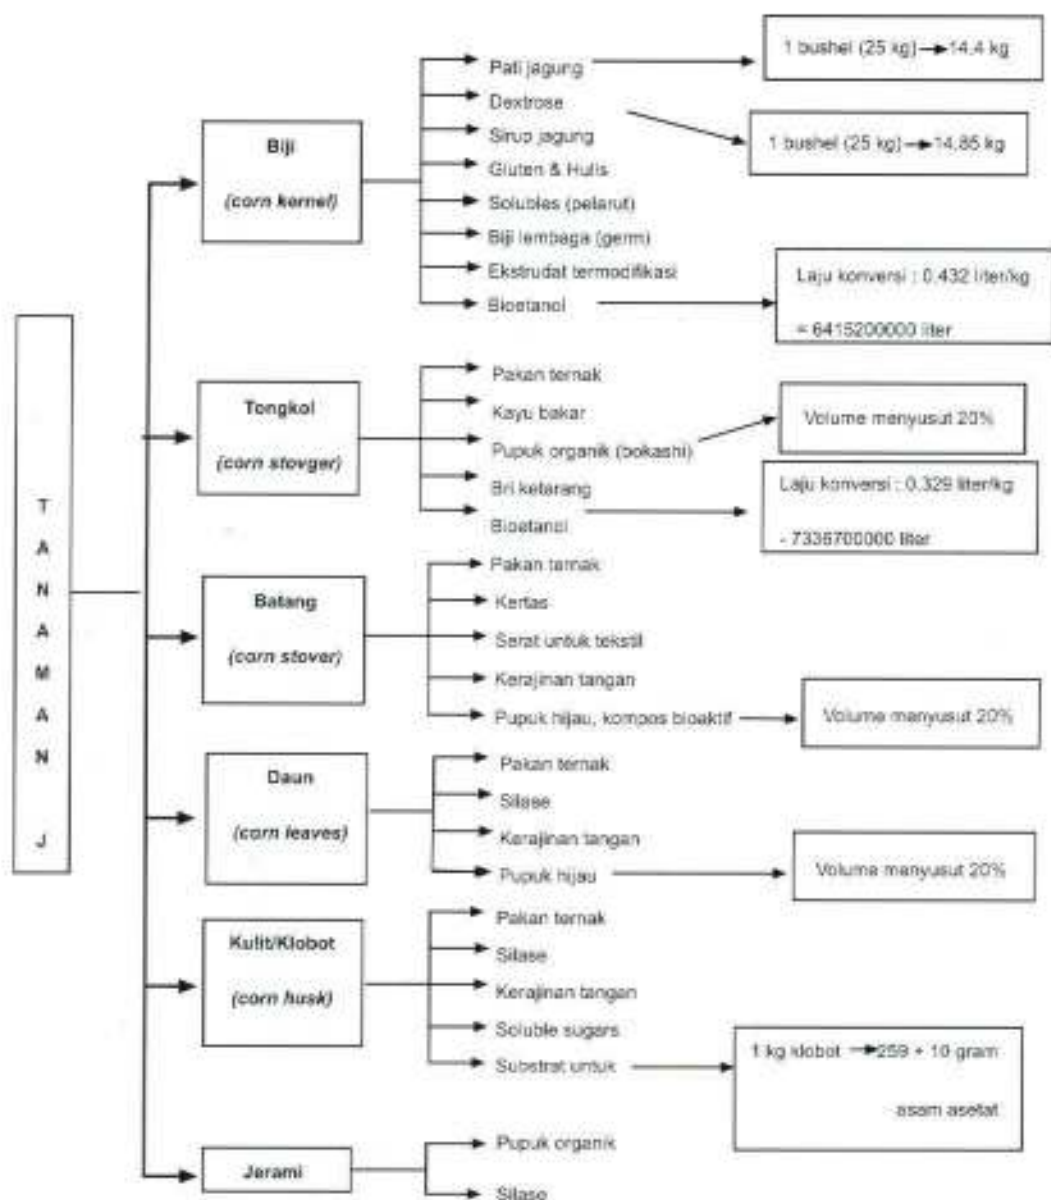 T
A
N
A
M
A
N
J
Biji
(corn kernel)
Pati jagung
Dextrose
Sirup jagung
Gluten & Hulls
Solubles (pelarut)
Biji lembaga (germ)
Ekstrudat termodifikasi
Bioetanol
1 bushel (25 kg) → 14,4 kg
1 bushel (25 kg) → 14,85 kg
Laju konversi : 0.432 liter/kg
= 6415200000 liter
Tongkol
(corn stovger)
Pakan ternak
Kayu bakar
Pupuk organik (bokashi)
Bri ketarang
Bioetanol
Volume menyusut 20%
Laju konversi : 0.329 liter/kg
- 7336700000 liter
Batang
(corn stover)
Pakan ternak
Kertas
Serat untuk tekstil
Kerajinan tangan
Pupuk hijau, kompos bioaktif
Volume menyusut 20%
Daun
(corn leaves)
Pakan ternak
Silase
Kerajinan tangan
Pupuk hijau
Volume menyusut 20%
Kulit/Klobot
(corn husk)
Pakan ternak
Silase
Kerajinan tangan
Soluble sugars
Substrat untuk
1 kg klobot → 259 + 10 gram
asam asetat
Jerami
Pupuk organik
Silase